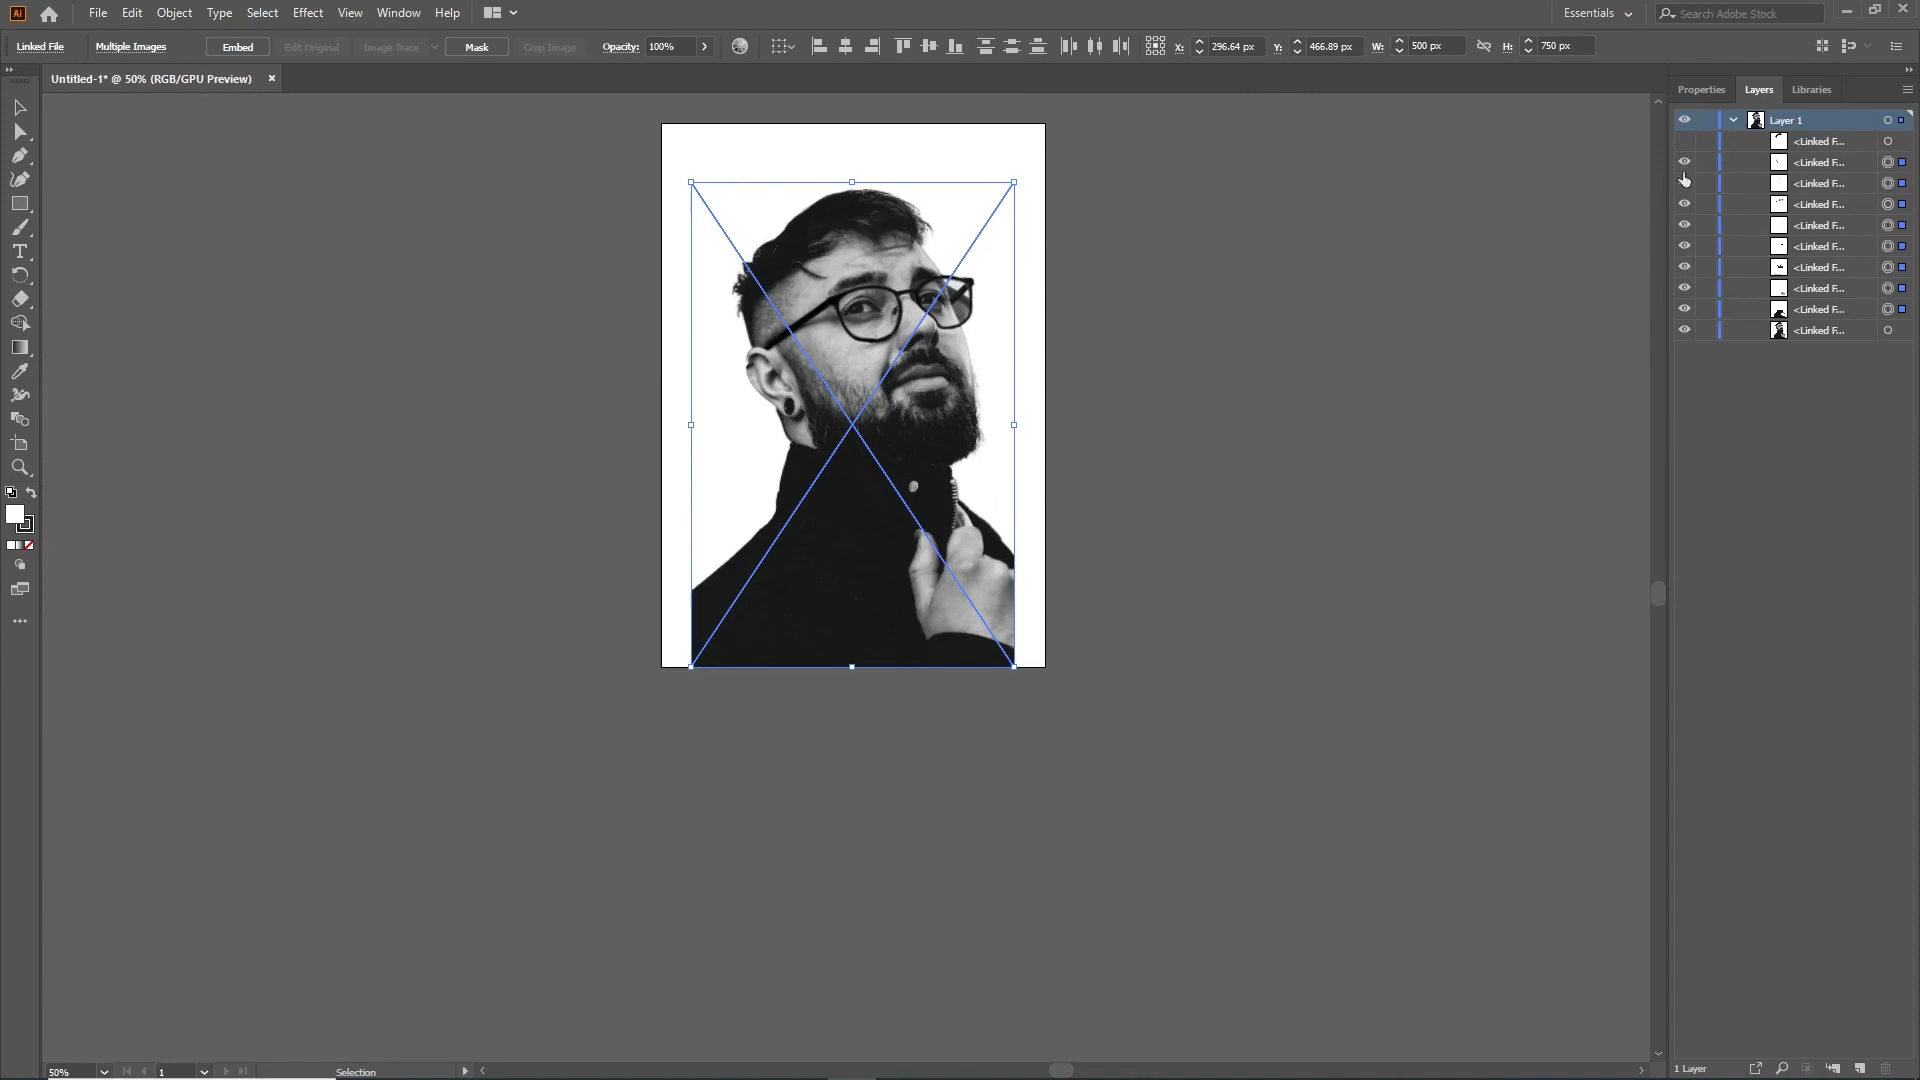 Ai File Edit Object Type Select Effect View Window Help Essentials Search Adobe Stock
Linked File Multiple Images Embed Edit Original Image Trace Mask Crop Image Opacity: 100% X: 296.64 px Y: 466.89 px W: 500 px H: 750 px
Untitled-1* @ 50% (RGB/GPU Preview)
Properties Layers Libraries
Layer 1
<Linked F...
<Linked F...
<Linked F...
<Linked F...
<Linked F...
<Linked F...
<Linked F...
<Linked F...
<Linked F...
<Linked F...
50% 1 Selection 1 Layer